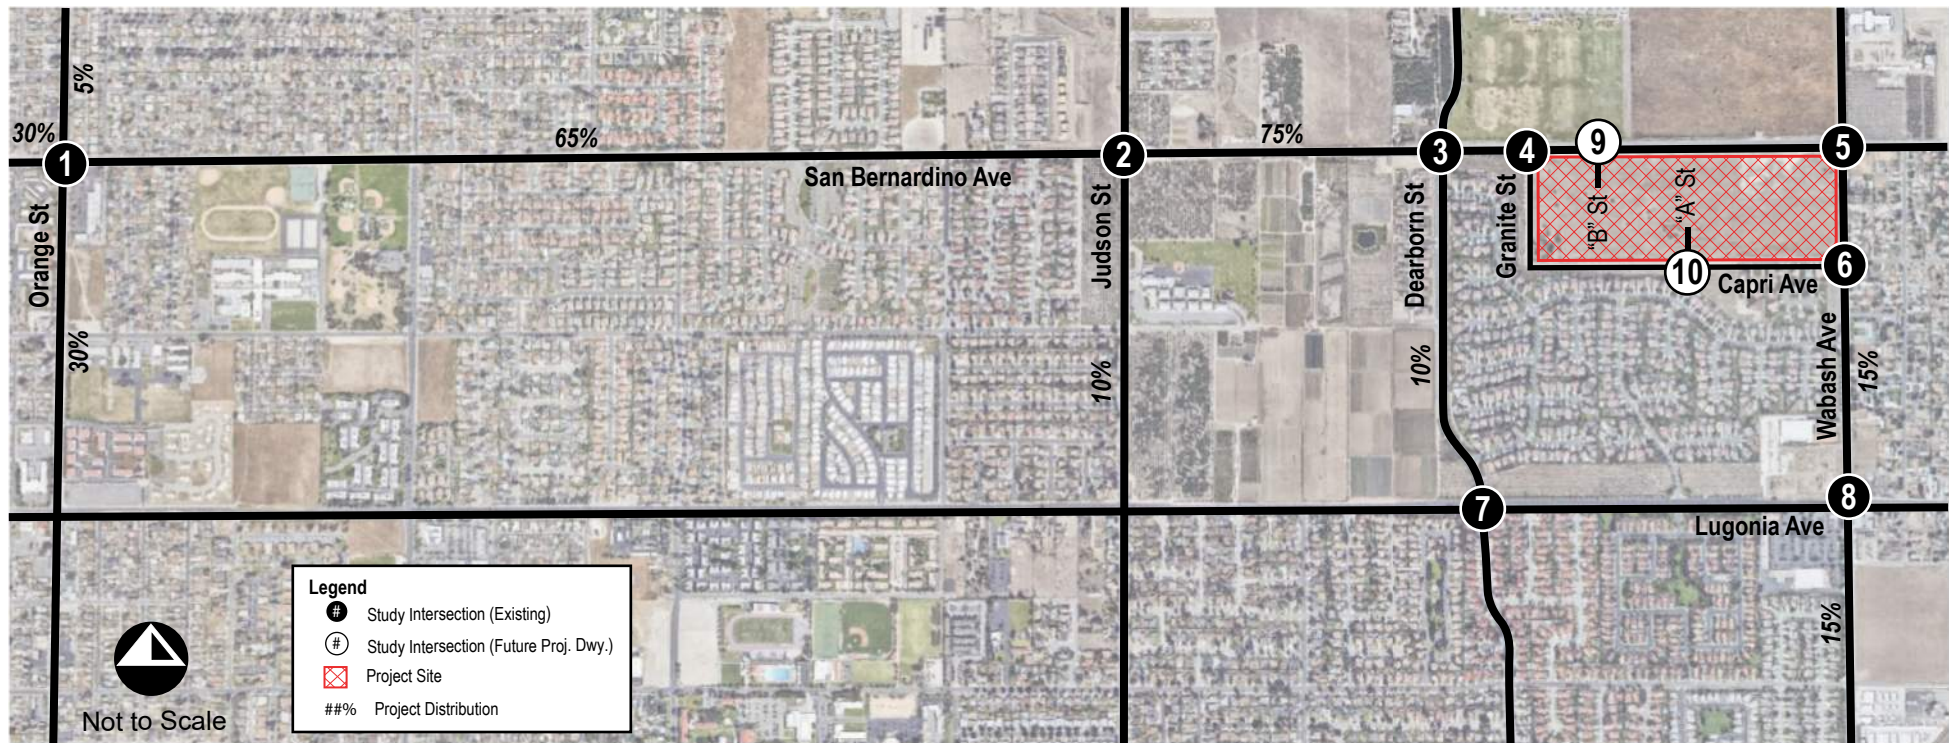 5%
30%
65%
75%
1
2
3
4
9
5
San Bernardino Ave
Orange St
Judson St
Dearborn St
Granite St
"B" St
"A" St
10
6
Capri Ave
Wabash Ave
30%
10%
10%
15%
7
8
Lugonia Ave
15%
Legend
# Study Intersection (Existing)
# Study Intersection (Future Proj. Dwy.)
Project Site
##% Project Distribution
Not to Scale